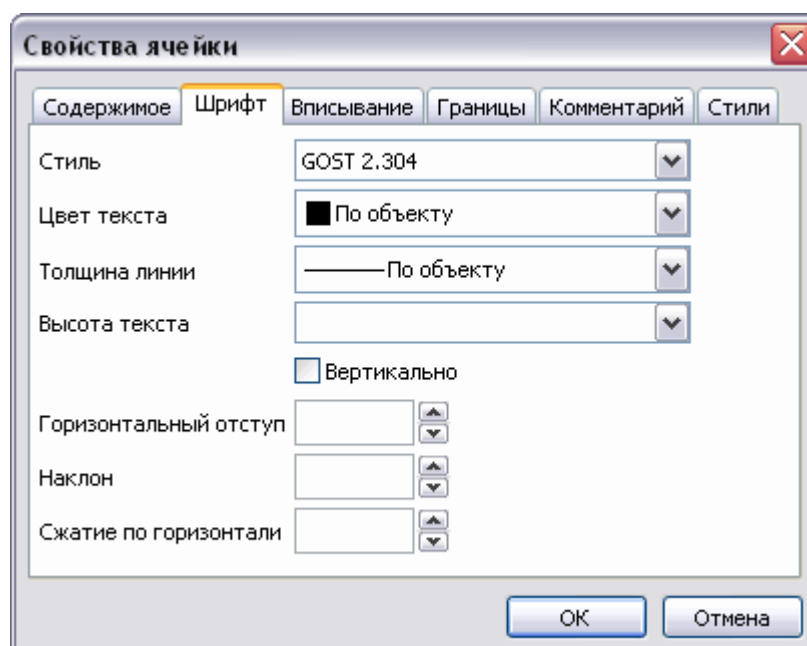 Свойства ячейки
Содержимое Шрифт Вписывание Границы Комментарий Стили
Стиль GOST 2.304
Цвет текста По объекту
Толщина линии По объекту
Высота текста
Вертикально
Горизонтальный отступ
Наклон
Сжатие по горизонтали
ОК Отмена